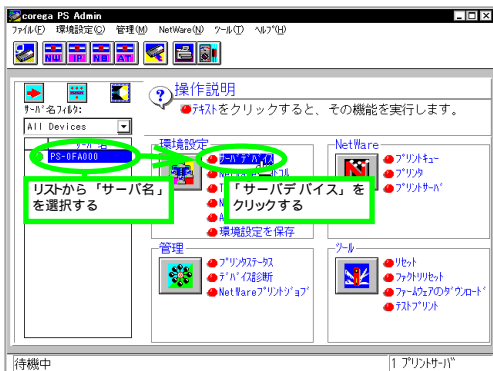 corega PS Admin
ファイル(F) 環境設定(C) 管理(M) NetWare(N) ツール(T) ヘルプ(H)
NW IP NB AT
操作説明
テキストをクリックすると、その機能を実行します。
サーバ名フィルタ:
All Devices
サーバ名
PS-0FA000
リストから「サーバ名」
を選択する
環境設定
サーバデバイス
「サーバデバイス」を
クリックする
環境設定を保存
NetWare
プリントキュー
プリンタ
プリントサーバ
管理
プリンタステータス
デバイス診断
NetWareプリントジョブ
ツール
リセット
ファクトリリセット
ファームウェアのダウンロード
テストプリント
待機中
1 プリントサーバ